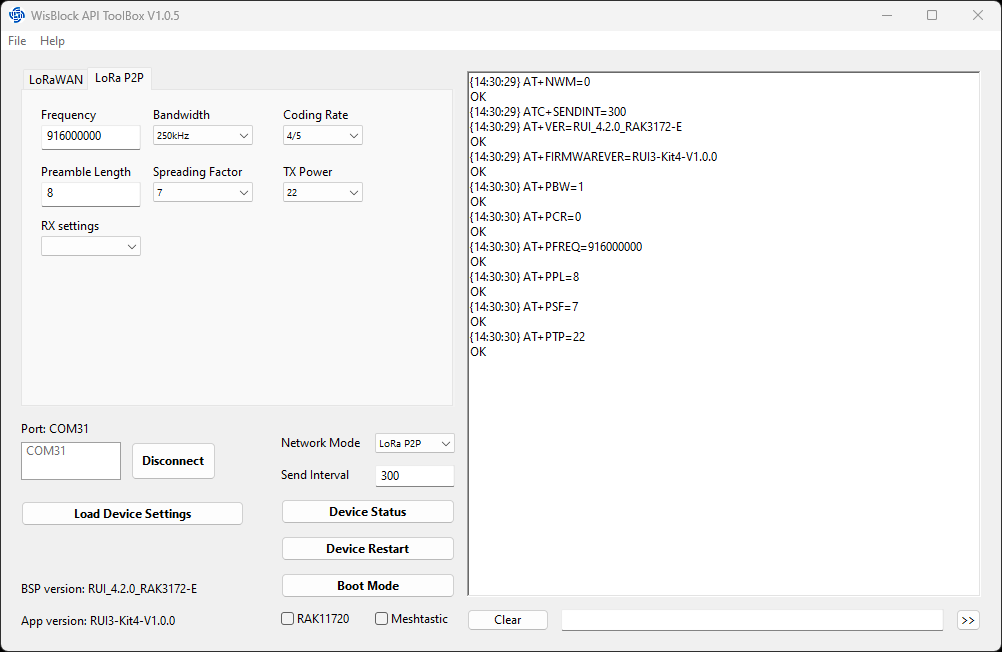 WisBlock API ToolBox V1.0.5
File Help
LoRaWAN LoRa P2P
Frequency Bandwidth Coding Rate
916000000 250kHz 4/5
Preamble Length Spreading Factor TX Power
8 7 22
RX settings
Port: COM31
COM31
Disconnect
Load Device Settings
BSP version: RUI_4.2.0_RAK3172-E
App version: RUI3-Kit4-V1.0.0
Network Mode LoRa P2P
Send Interval 300
Device Status
Device Restart
Boot Mode
RAK11720 Meshtastic
{14:30:29} AT+NWM=0
OK
{14:30:29} ATC+SENDINT=300
{14:30:29} AT+VER=RUI_4.2.0_RAK3172-E
OK
{14:30:29} AT+FIRMWAREVER=RUI3-Kit4-V1.0.0
OK
{14:30:30} AT+PBW=1
OK
{14:30:30} AT+PCR=0
OK
{14:30:30} AT+PFREQ=916000000
OK
{14:30:30} AT+PPL=8
OK
{14:30:30} AT+PSF=7
OK
{14:30:30} AT+PTP=22
OK
Clear >>